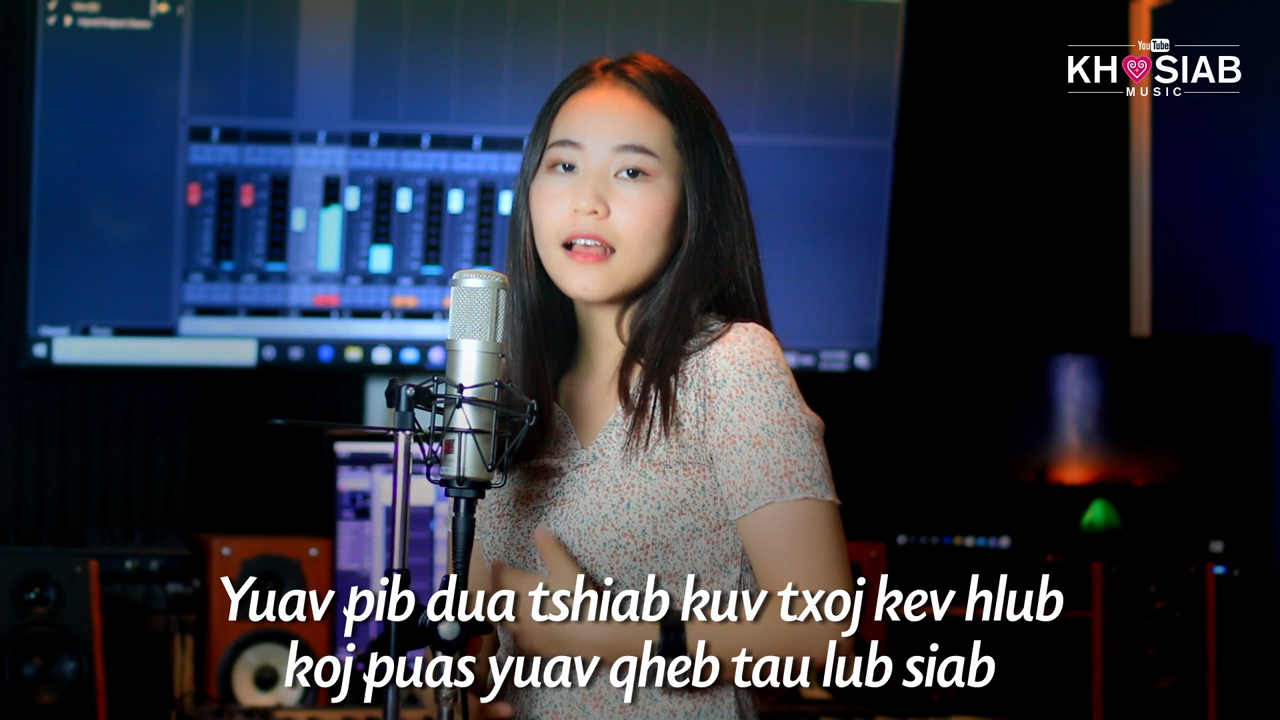 YouTube
KHOSIAB
MUSIC
Yuav pib dua tshiab kuv txoj kev hlub
koj puas yuav qheb tau lub siab